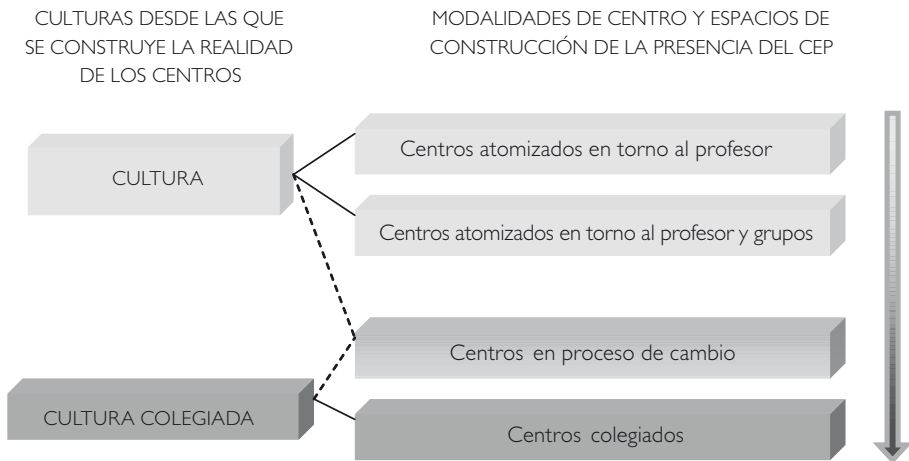 CULTURAS DESDE LAS QUE
SE CONSTRUYE LA REALIDAD
DE LOS CENTROS
MODALIDADES DE CENTRO Y ESPACIOS DE
CONSTRUCCIÓN DE LA PRESENCIA DEL CEP
CULTURA
Centros atomizados en torno al profesor
Centros atomizados en torno al profesor y grupos
Centros en proceso de cambio
CULTURA COLEGIADA
Centros colegiados